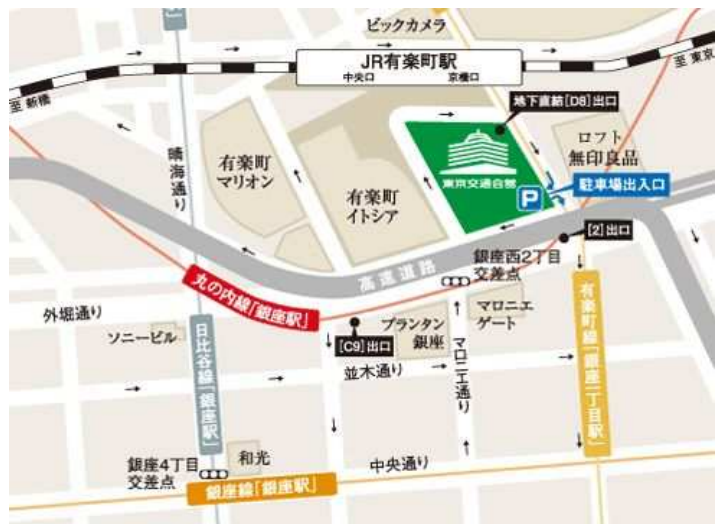 ビックカメラ
JR有楽町駅
中央口
京橋口
至 東京
至 新橋
地下直結[D8]出口
ロフト
無印良品
晴海通り
有楽町
マリオン
有楽町
イトシア
東京交通会館
P
駐車場出入口
[2]出口
高速道路
銀座西2丁目
交差点
丸の内線「銀座駅」
外堀通り
ソニービル
日比谷線「銀座駅」
[C9]出口
プランタン
銀座
マロニエ
ゲート
マロニエ通り
有楽町線「銀座一丁目駅」
並木通り
銀座4丁目
交差点
和光
中央通り
銀座線「銀座駅」